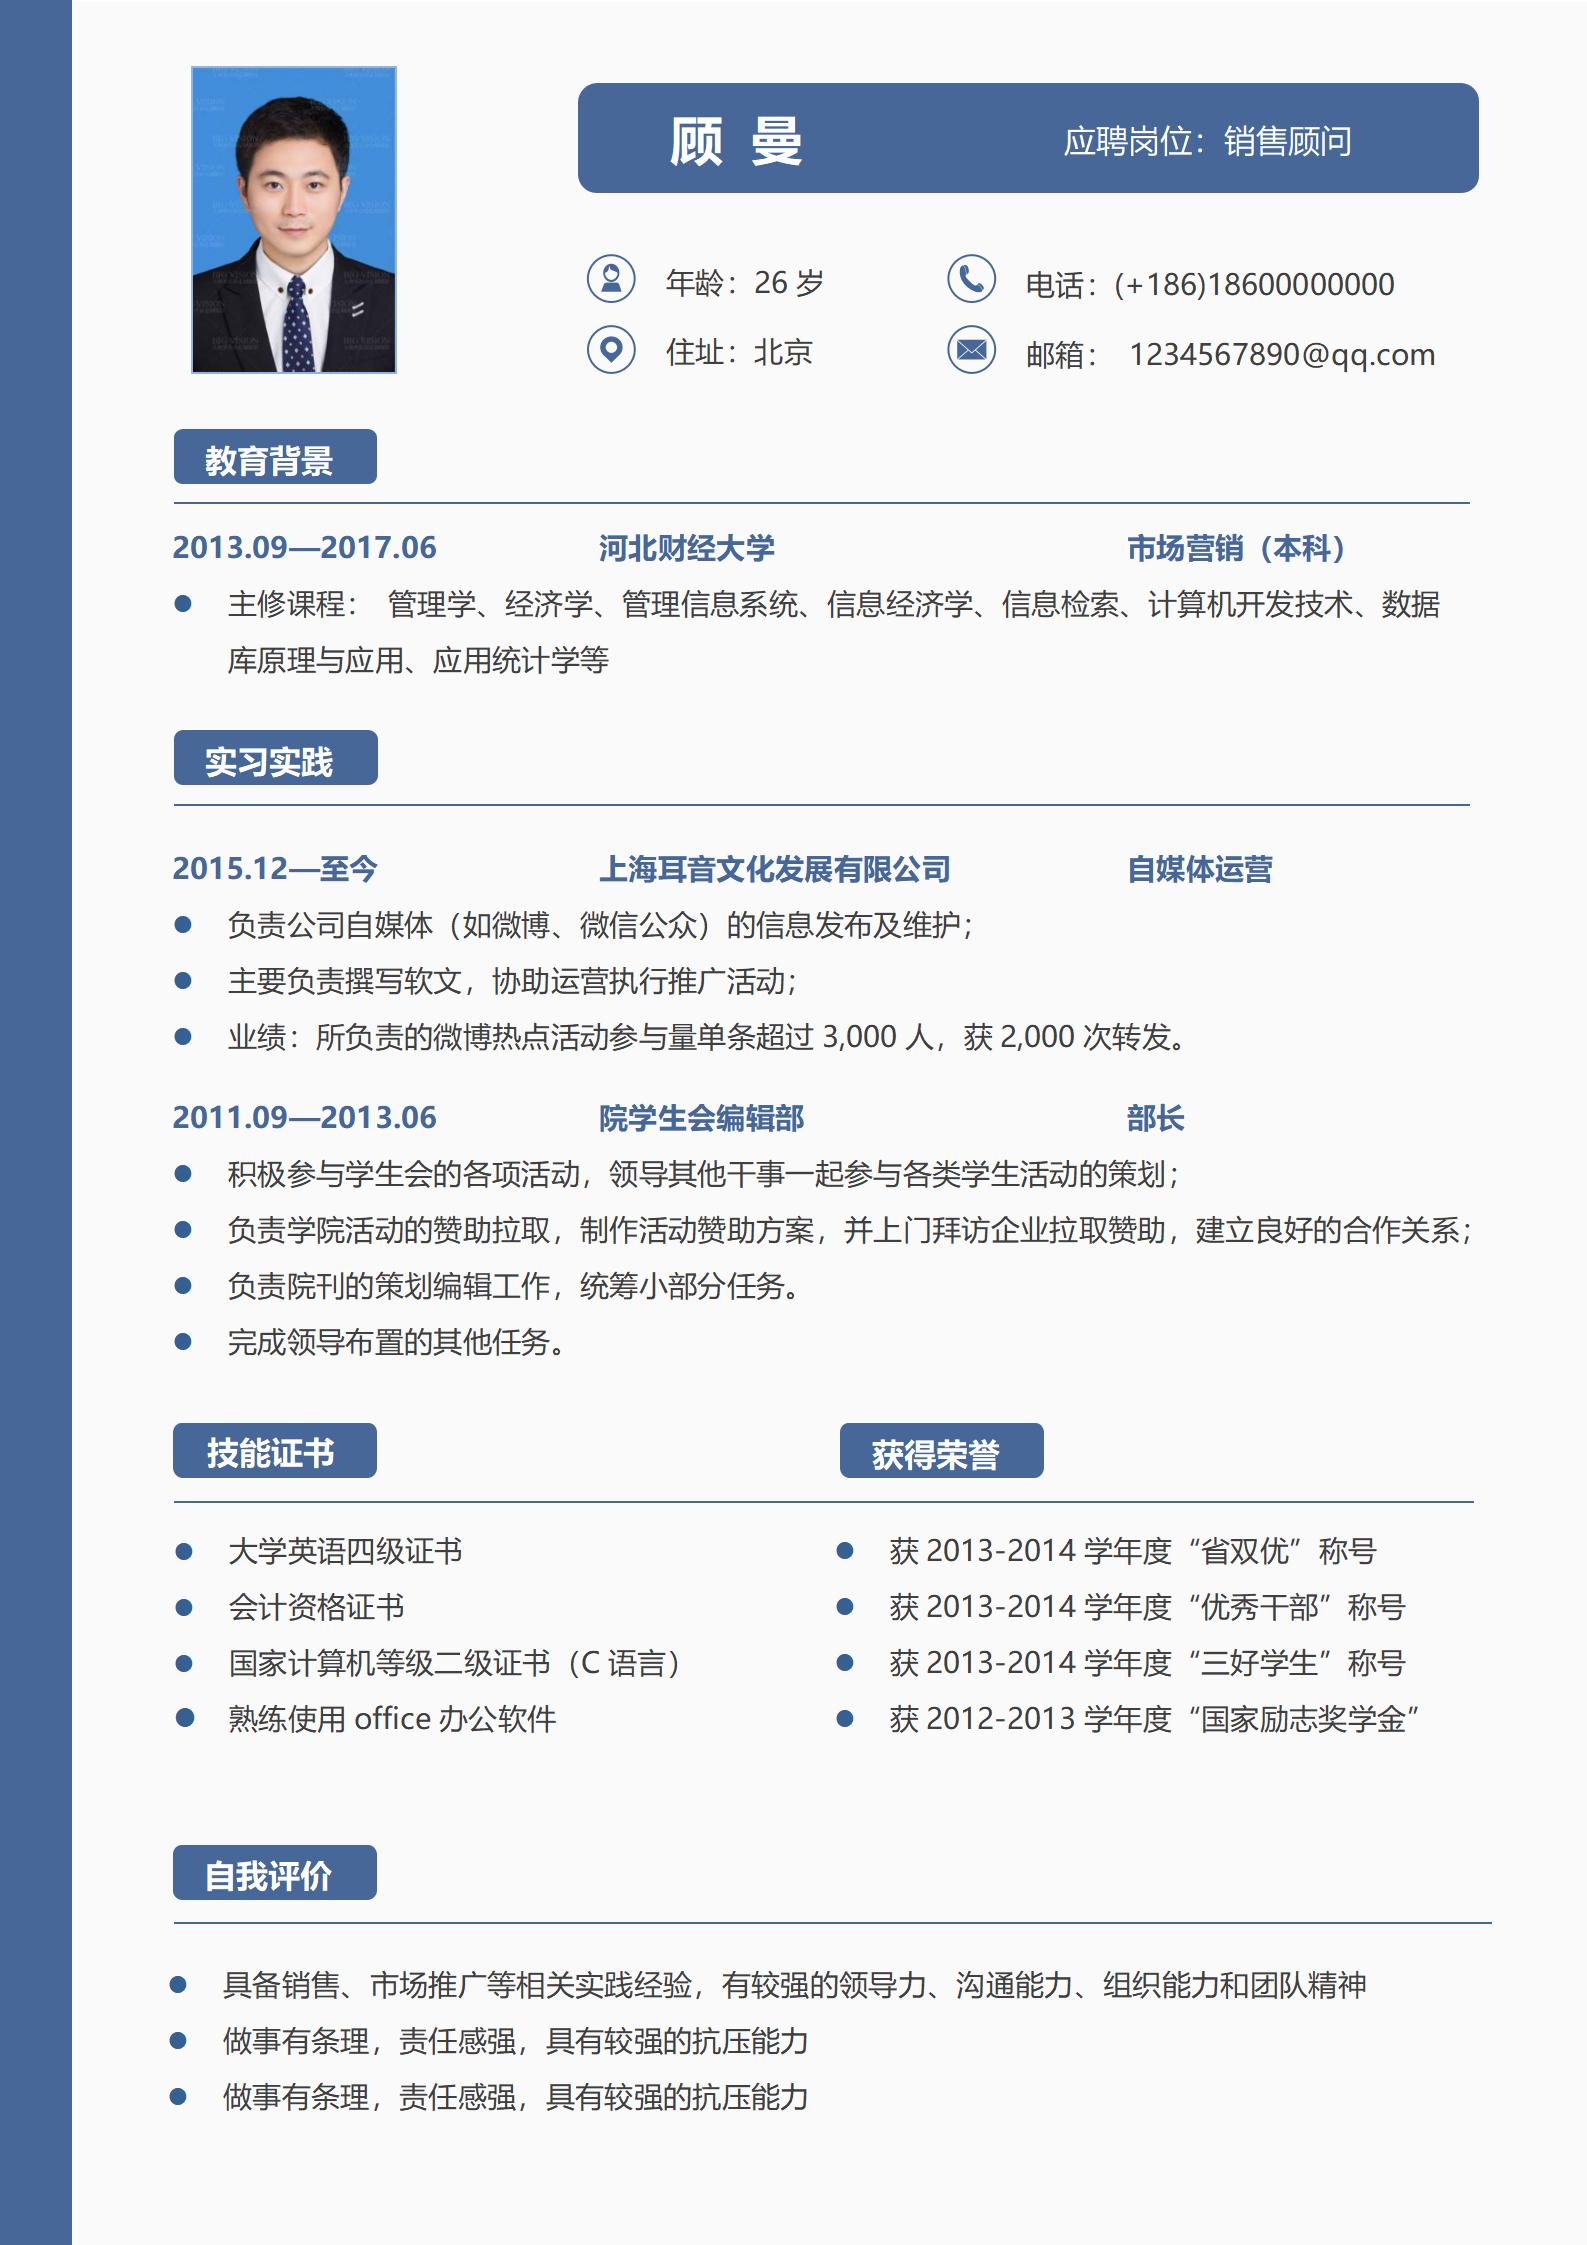 顾 曼
应聘岗位：销售顾问
年龄：26 岁
电话：(+186)18600000000
住址：北京
邮箱： 1234567890@qq.com
教育背景
2013.09—2017.06 河北财经大学 市场营销（本科）
主修课程： 管理学、经济学、管理信息系统、信息经济学、信息检索、计算机开发技术、数据
库原理与应用、应用统计学等
实习实践
2015.12—至今 上海耳音文化发展有限公司 自媒体运营
负责公司自媒体（如微博、微信公众）的信息发布及维护；
主要负责撰写软文，协助运营执行推广活动；
业绩：所负责的微博热点活动参与量单条超过 3,000 人，获 2,000 次转发。
2011.09—2013.06 院学生会编辑部 部长
积极参与学生会的各项活动，领导其他干事一起参与各类学生活动的策划；
负责学院活动的赞助拉取，制作活动赞助方案，并上门拜访企业拉取赞助，建立良好的合作关系；
负责院刊的策划编辑工作，统筹小部分任务。
完成领导布置的其他任务。
技能证书
大学英语四级证书
会计资格证书
国家计算机等级二级证书（C 语言）
熟练使用 office 办公软件
获得荣誉
获 2013-2014 学年度“省双优”称号
获 2013-2014 学年度“优秀干部”称号
获 2013-2014 学年度“三好学生”称号
获 2012-2013 学年度“国家励志奖学金”
自我评价
具备销售、市场推广等相关实践经验，有较强的领导力、沟通能力、组织能力和团队精神
做事有条理，责任感强，具有较强的抗压能力
做事有条理，责任感强，具有较强的抗压能力